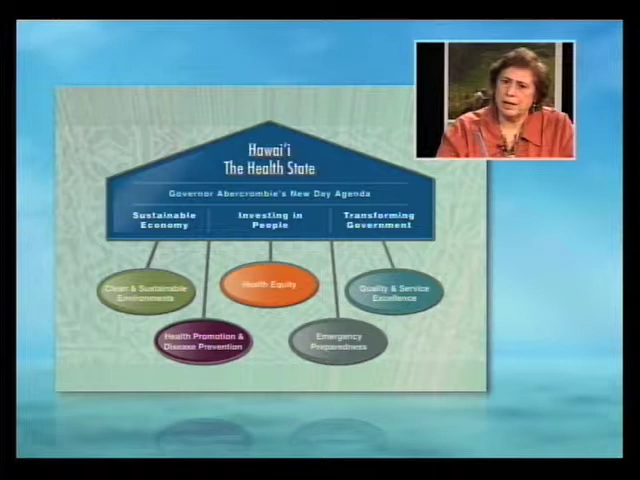 Hawai'i
The Health State
Governor Abercrombie's New Day Agenda
Sustainable
Economy
Investing in
People
Transforming
Government
Clean & Sustainable
Environments
Health Equity
Quality & Service
Excellence
Health Promotion &
Disease Prevention
Emergency
Preparedness